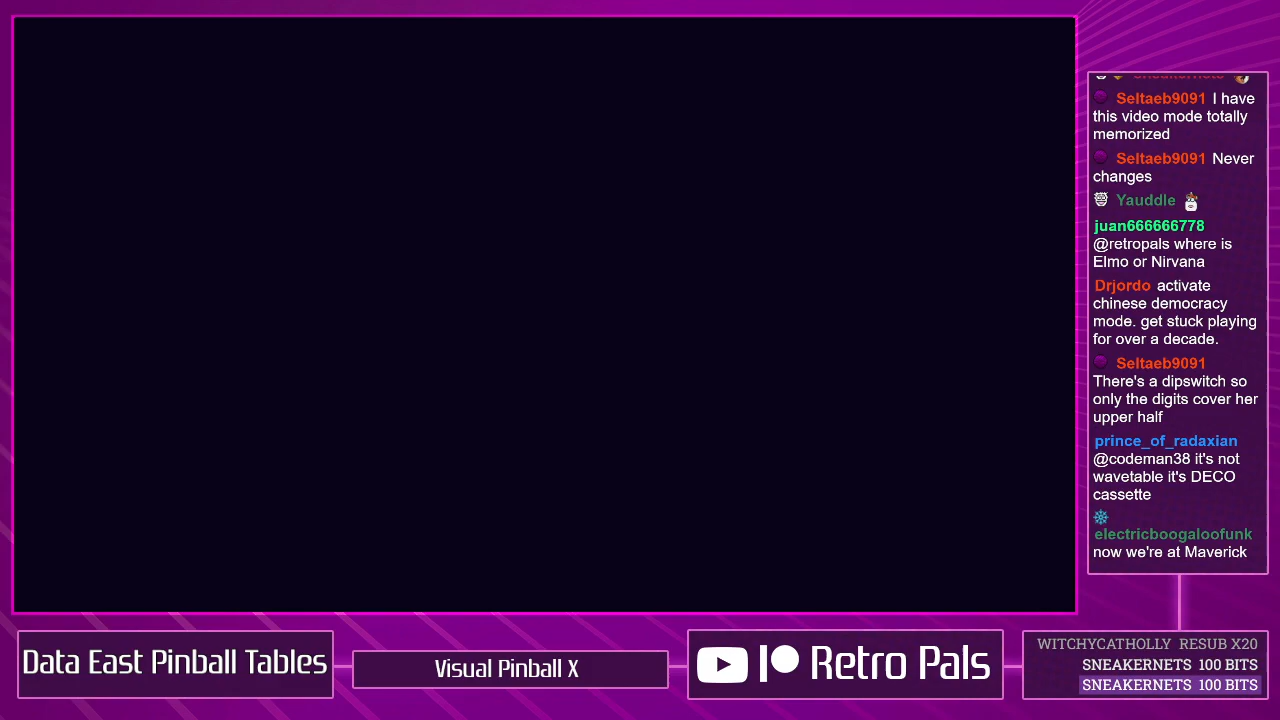 Seltaeb9091 I have
this video mode totally
memorized
Seltaeb9091 Never
changes
Yauddle
juan666666778
@retropals where is
Elmo or Nirvana
Drjordo activate
chinese democracy
mode. get stuck playing
for over a decade.
Seltaeb9091
There's a dipswitch so
only the digits cover her
upper half
prince_of_radaxian
@codeman38 it's not
wavetable it's DECO
cassette
electricboogaloofunk
now we're at Maverick
Data East Pinball Tables
Visual Pinball X
Retro Pals
WITCHYCATHOLLY RESUB X20
SNEAKERNETS 100 BITS
SNEAKERNETS 100 BITS